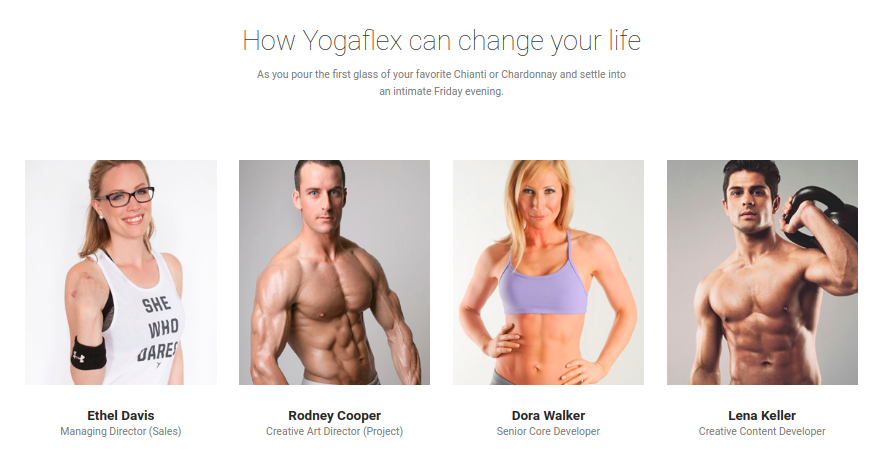 How Yogaflex can change your life
As you pour the first glass of your favorite Chianti or Chardonnay and settle into
an intimate Friday evening.
SHE
WHO
DARES
Ethel Davis
Rodney Cooper
Dora Walker
Lena Keller
Managing Director (Sales)
Creative Art Director (Project)
Senior Core Developer
Creative Content Developer